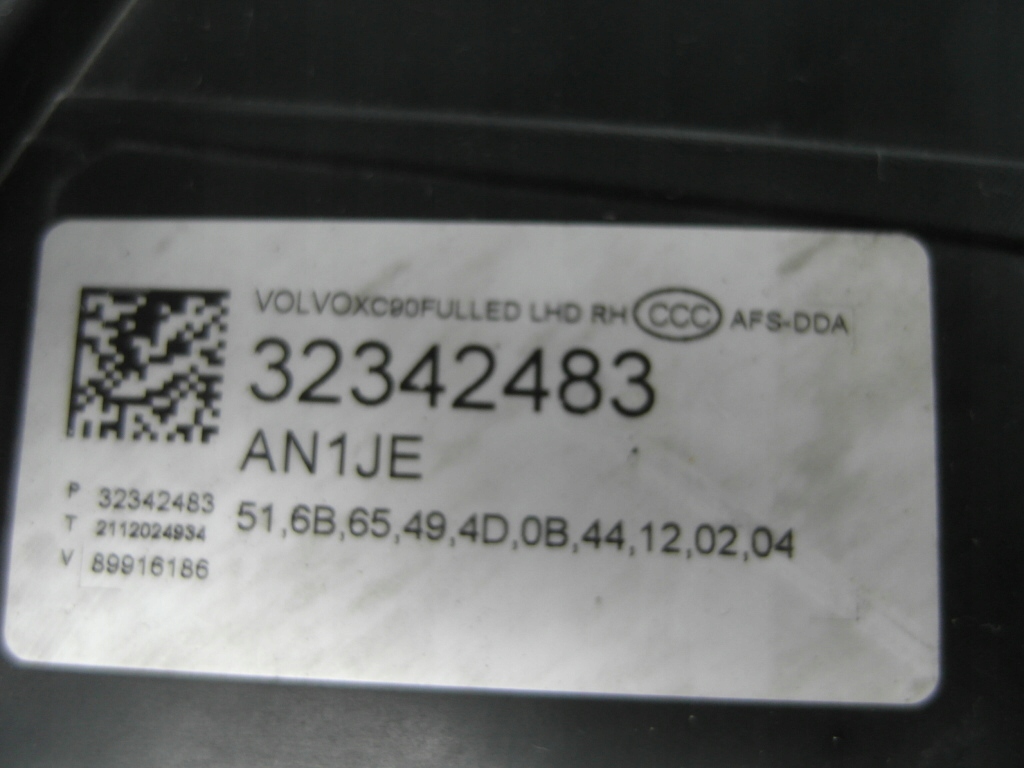 VOLVOXC90FULLED LHD RH CCC AFS-DDA
32342483
AN1JE
P 32342483
T 2112024934
V 89916186
51,6B,65,49,4D,0B,44,12,02,04